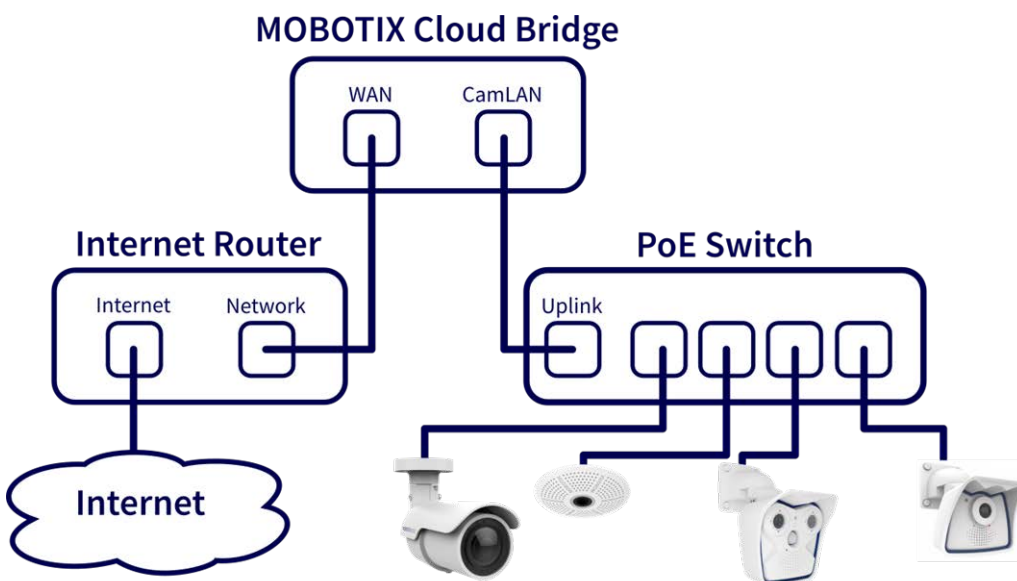 MOBOTIX Cloud Bridge
WAN
CamLAN
Internet Router
Internet
Network
PoE Switch
Uplink
Internet